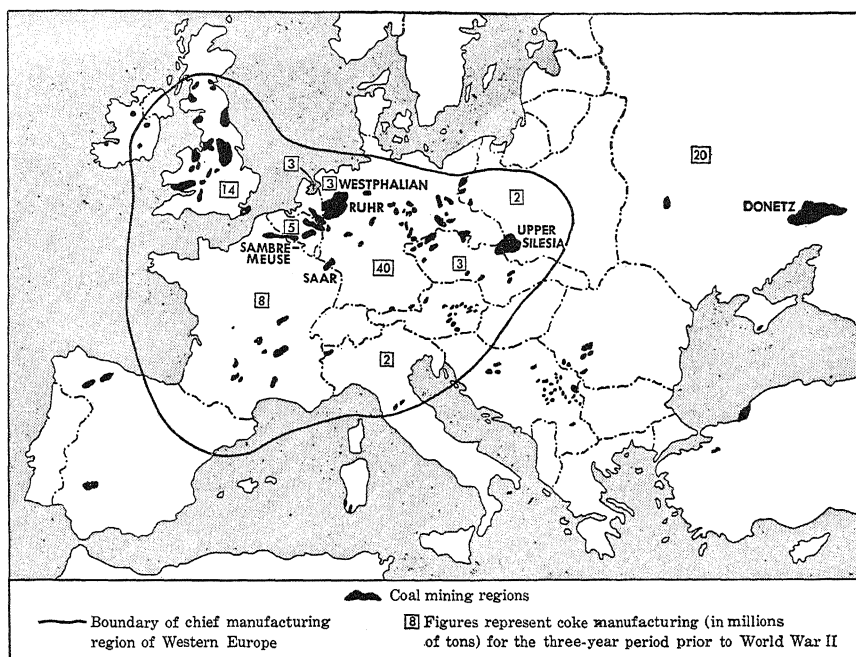 20
3
3
WESTPHALIAN
2
14
RUHR
DONETZ
5
UPPER
SILESIA
SAMBRE-
MEUSE
3
SAAR
40
8
2
Coal mining regions
Boundary of chief manufacturing
region of Western Europe
8 Figures represent coke manufacturing (in millions
of tons) for the three-year period prior to World War II